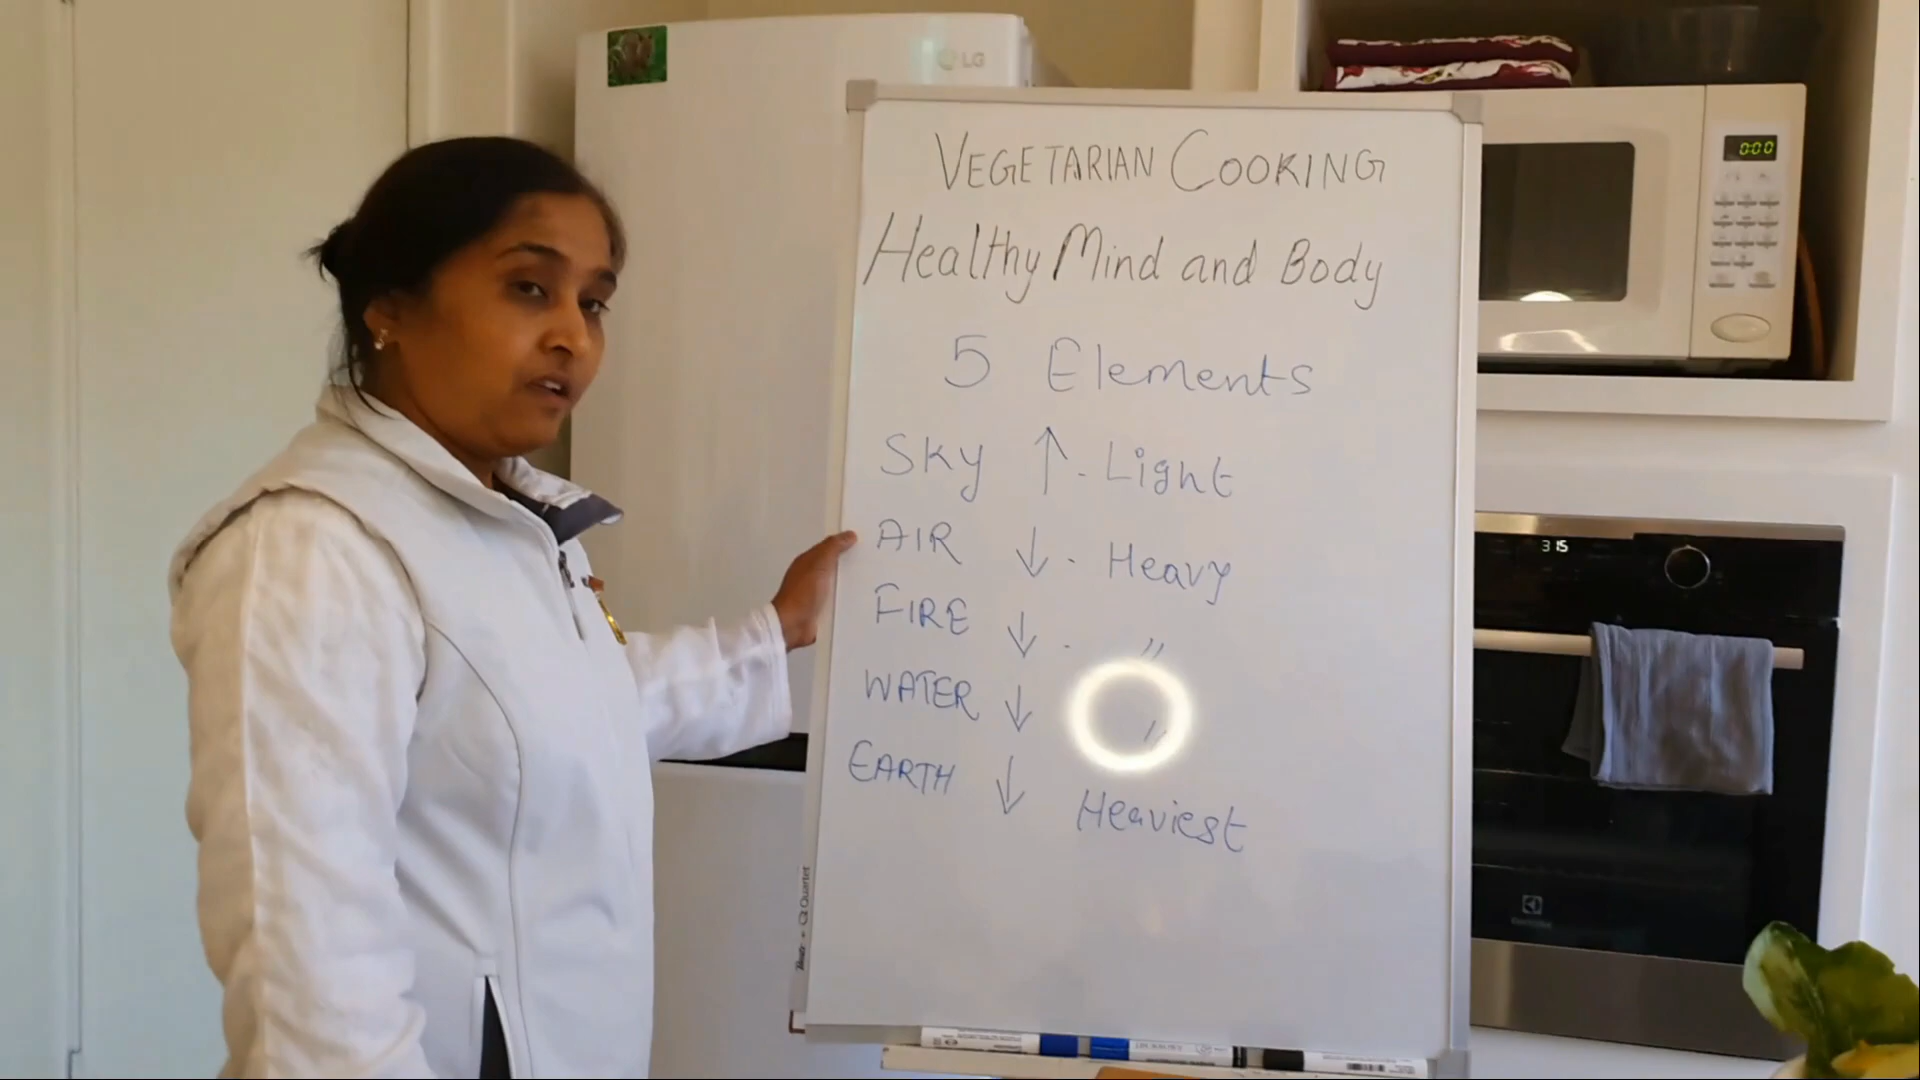 LG
VEGETARIAN COOKING
Healthy Mind and Body
5 Elements
Sky ↑ - Light
AIR ↓ - Heavy
FIRE ↓ - "
WATER ↓ "
EARTH ↓ Heaviest
0:00
3 15
Quartet